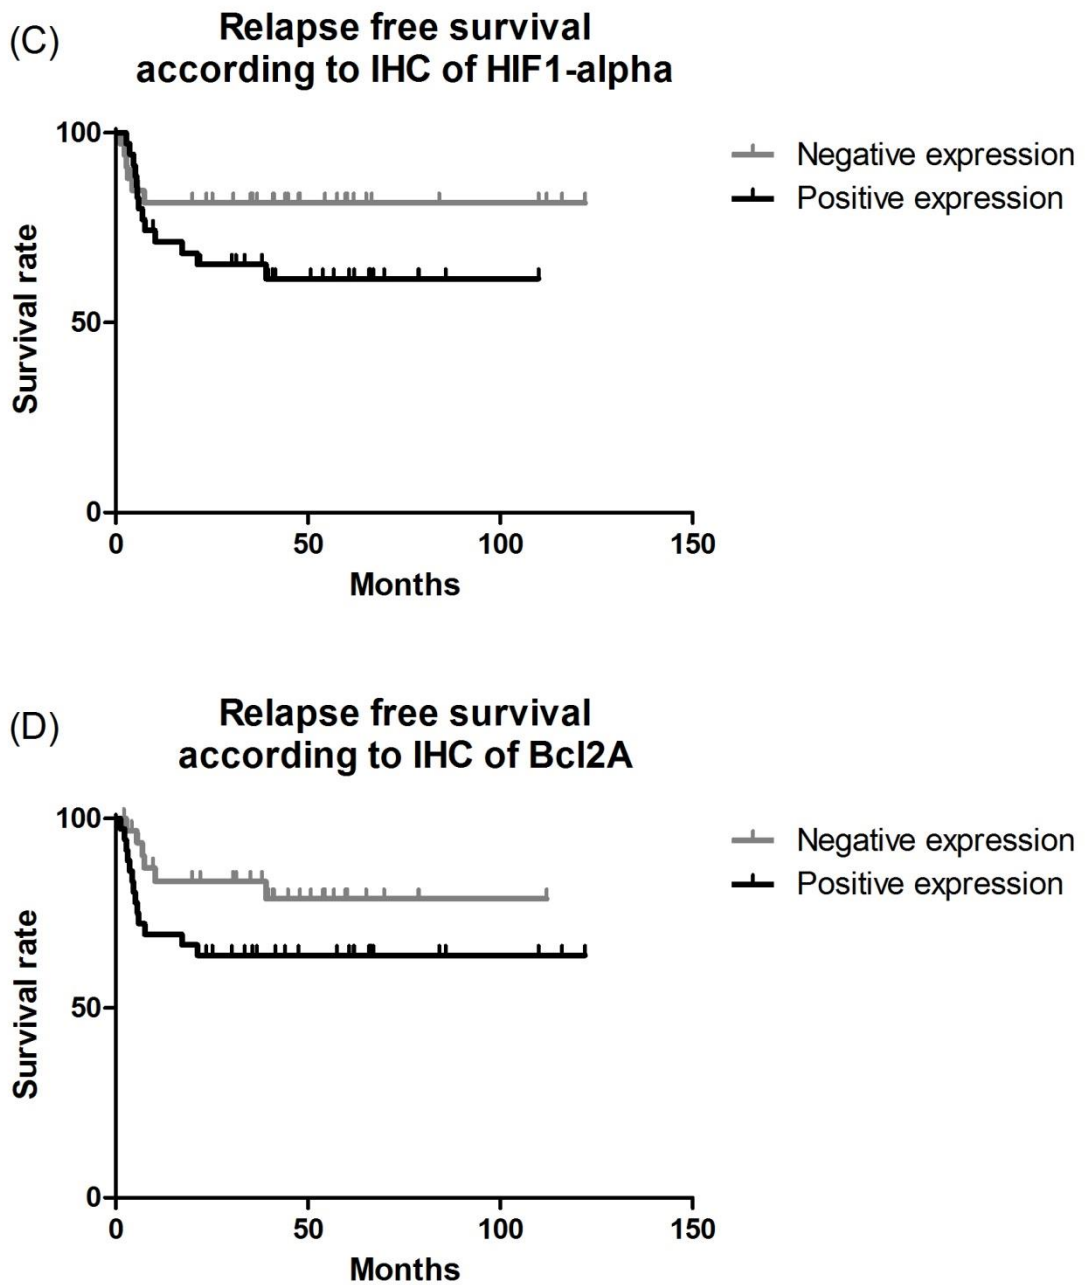 (C)
Relapse free survival
according to IHC of HIF1-alpha
100
50
0
Survival rate
0 50 100 150
Months
Negative expression
Positive expression
(D)
Relapse free survival
according to IHC of Bcl2A
100
50
0
Survival rate
0 50 100 150
Months
Negative expression
Positive expression